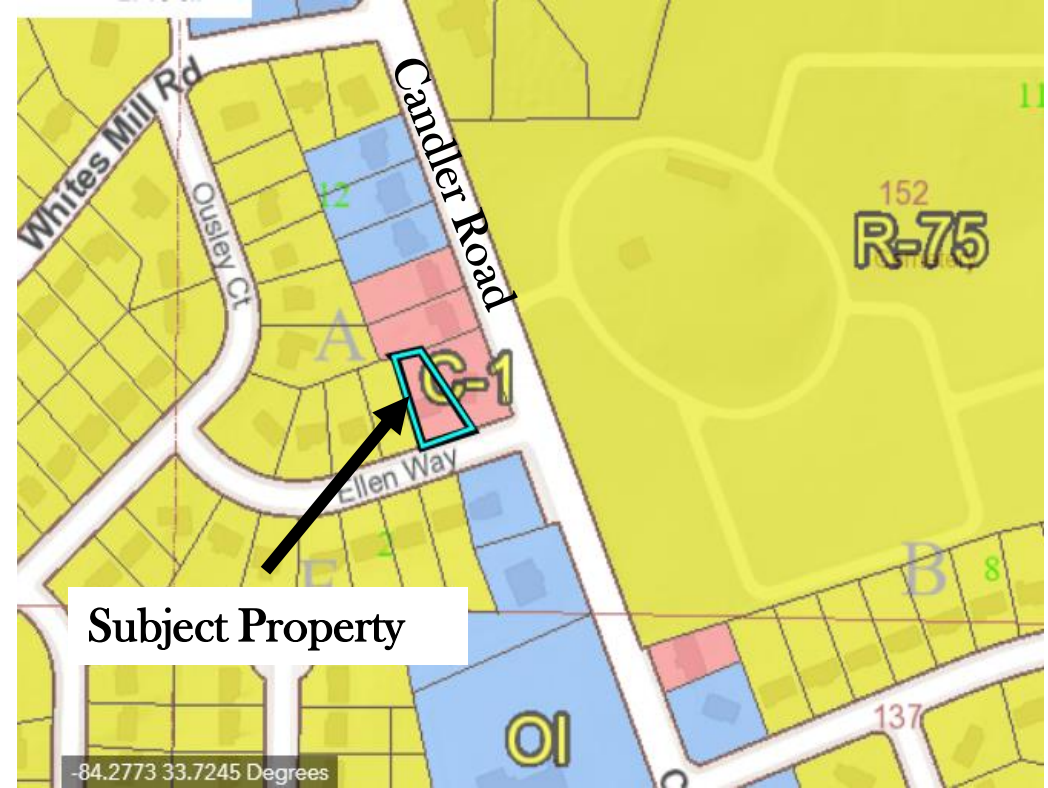 Whites Mill Rd
Candler Road
11
Ousley Ct
12
152
R-75
A
C-1
Ellen Way
2
B
8
Subject Property
137
OI
-84.2773 33.7245 Degrees